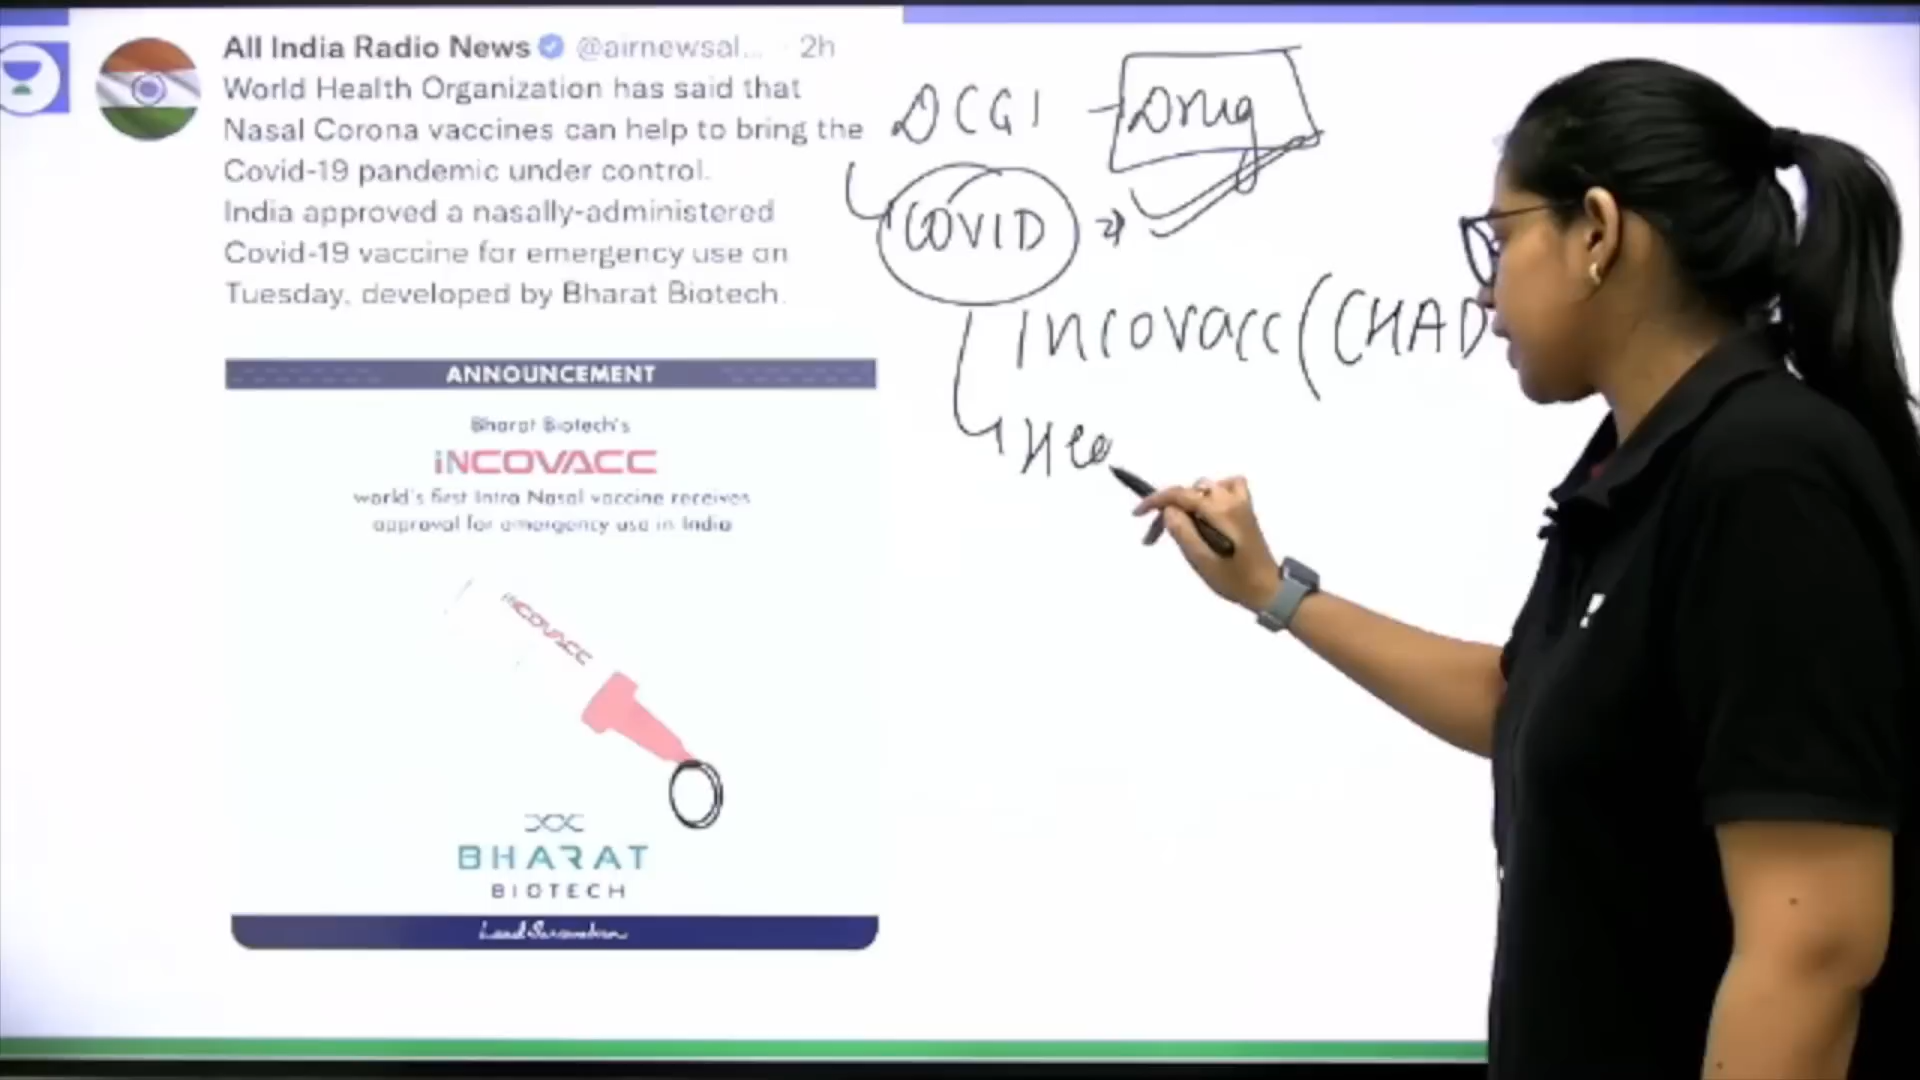 All India Radio News @airnewsal... · 2h
World Health Organization has said that
Nasal Corona vaccines can help to bring the
Covid-19 pandemic under control.
India approved a nasally-administered
Covid-19 vaccine for emergency use on
Tuesday, developed by Bharat Biotech.
ANNOUNCEMENT
Bharat Biotech's
iNCOVACC
world's first Intra Nasal vaccine receives
approval for emergency use in India
iNCOVACC
BHARAT
BIOTECH
DCGI - Drug
COVID
Incovacc (CHAD